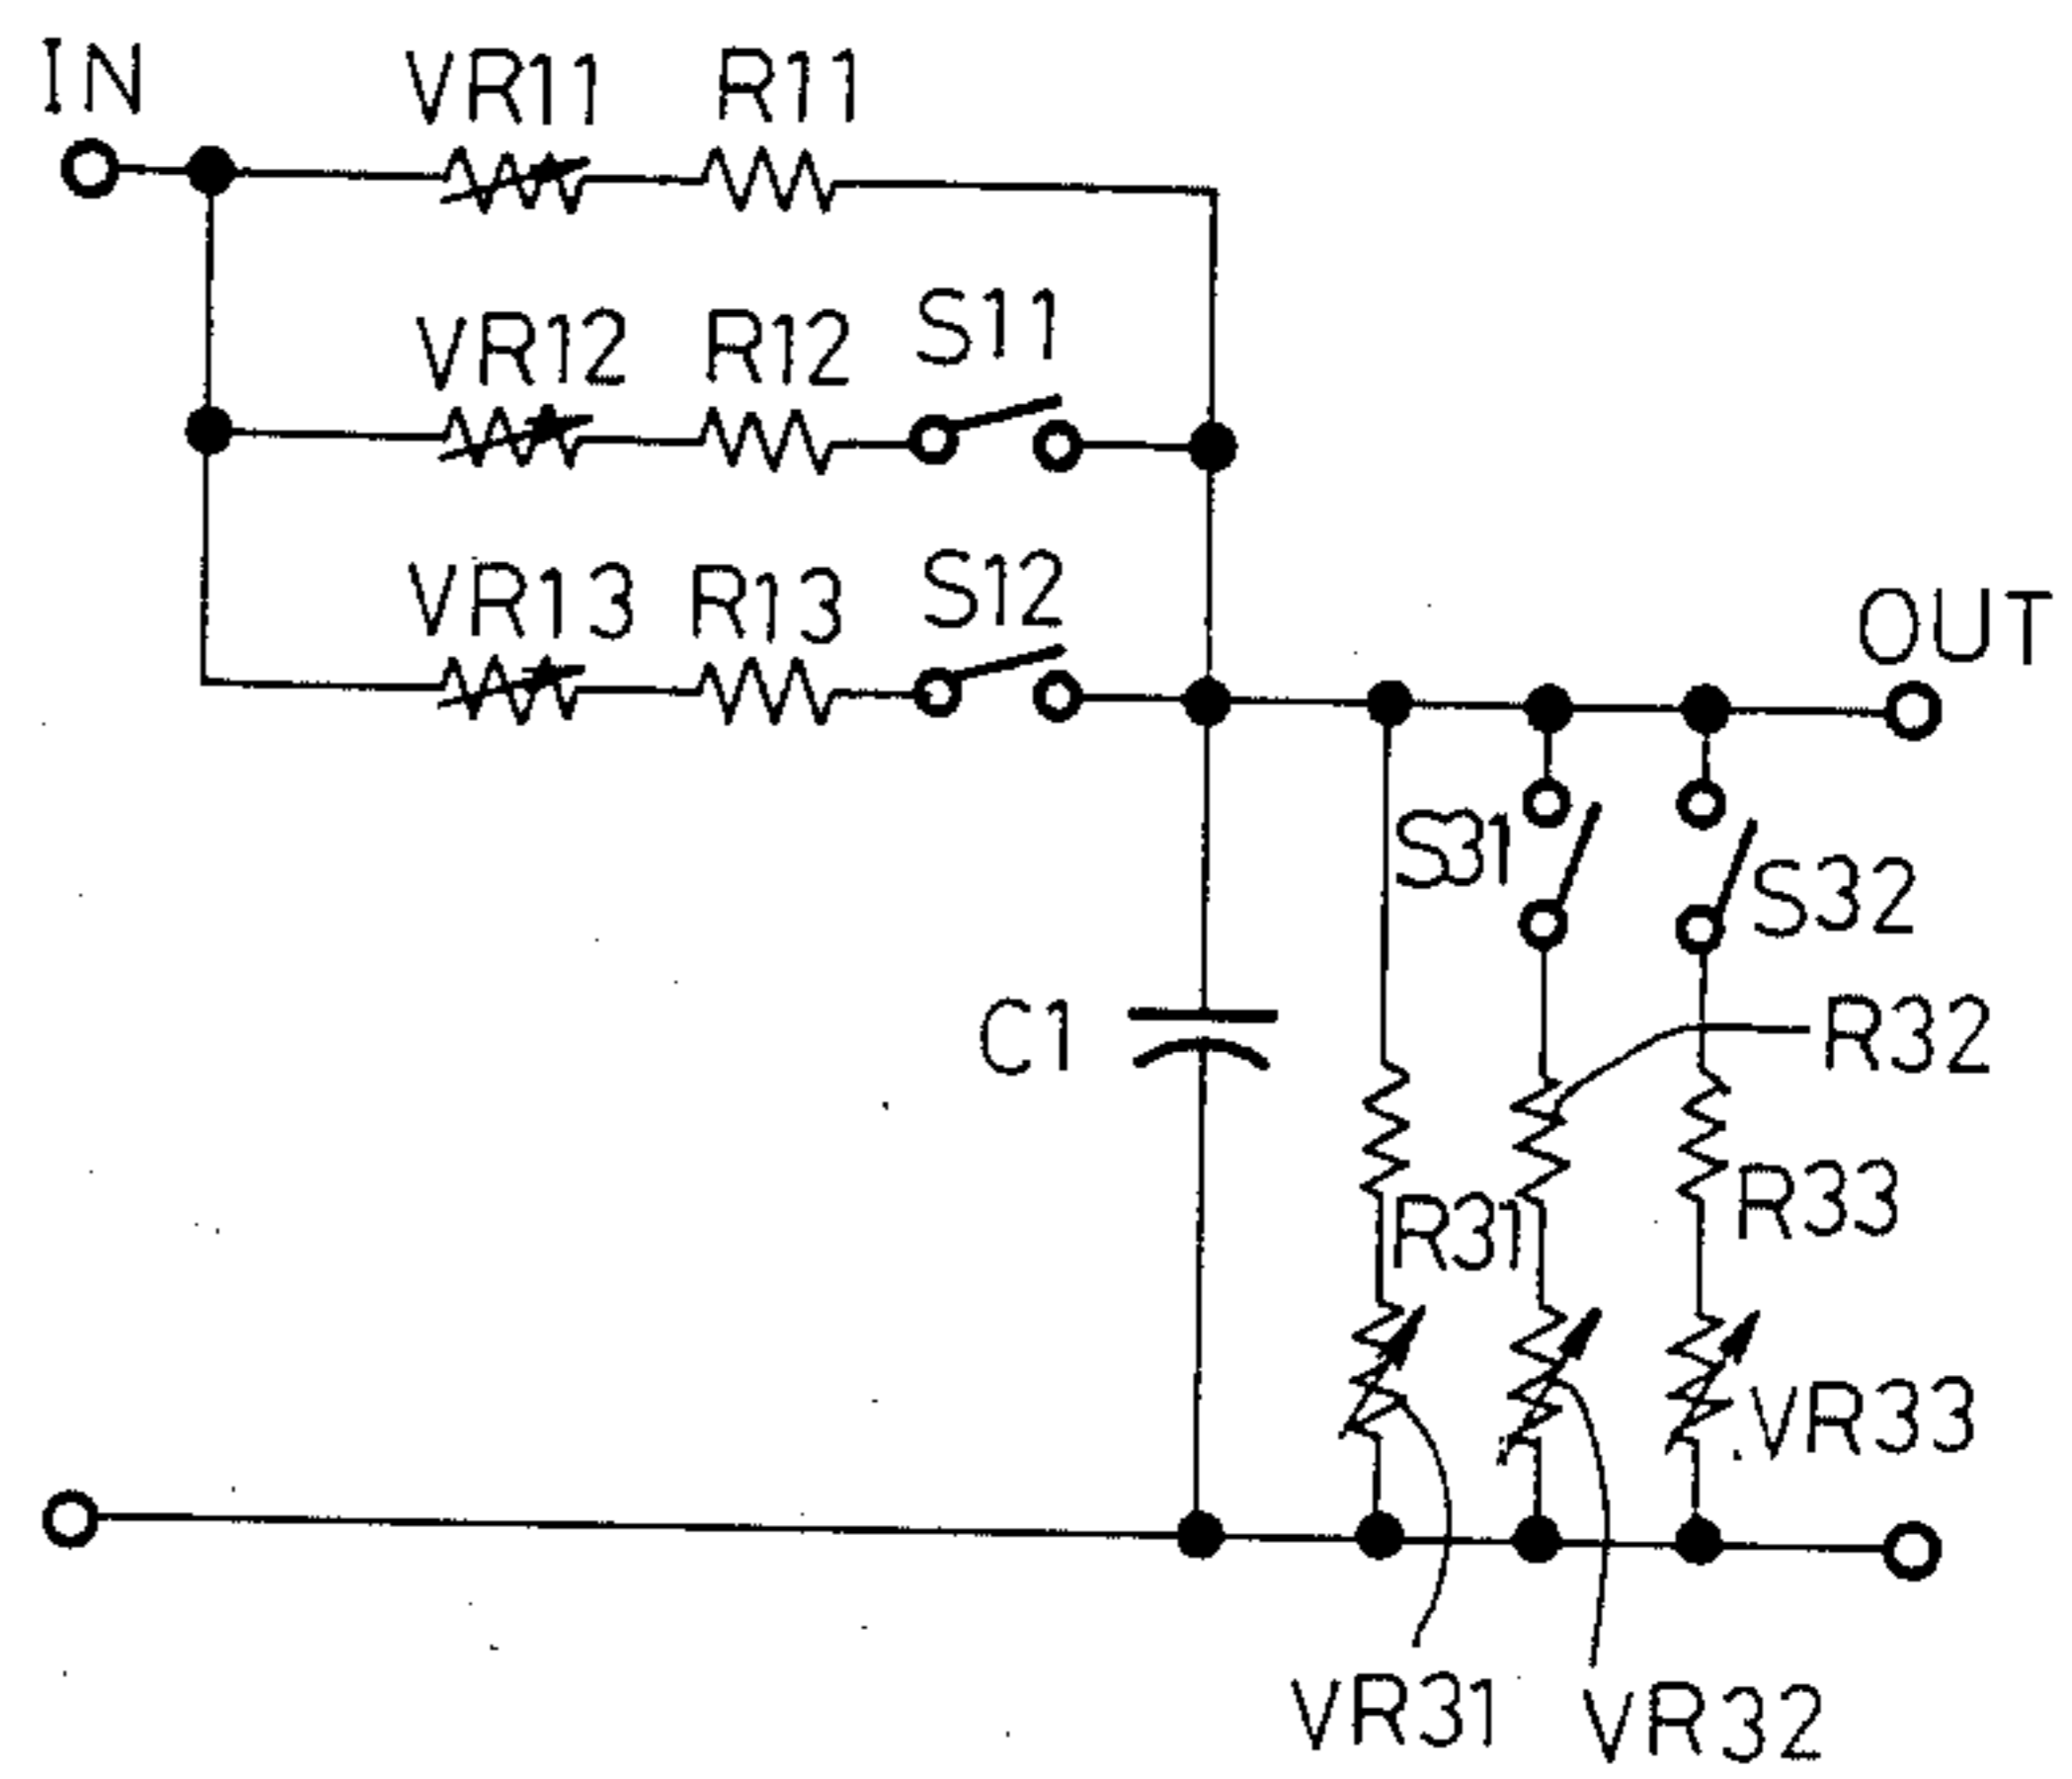 IN
VR11 R11
VR12 R12 S11
VR13 R13 S12
OUT
S31
S32
C1
R32
R31
R33
VR33
VR31
VR32